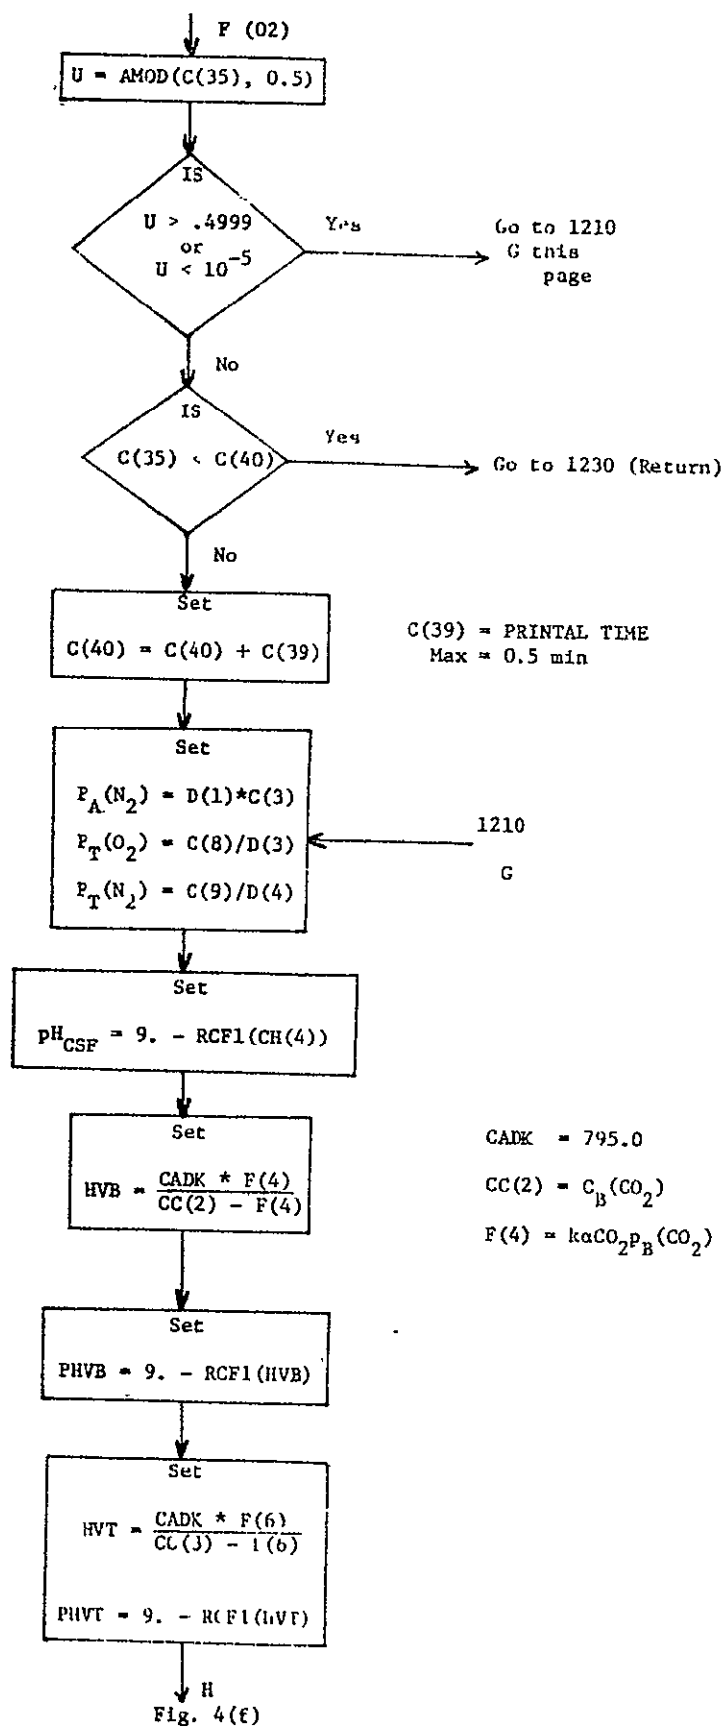 F (02)
U = AMOD(C(35), 0.5)
IS
U > .4999
or
U < 10^-5
Yes
Go to 1210
G this
page
No
IS
C(35) < C(40)
Yes
Go to 1230 (Return)
No
Set
C(40) = C(40) + C(39)
C(39) = PRINTAL TIME
Max = 0.5 min
Set
P_A(N_2) = D(1)*C(3)
P_T(O_2) = C(8)/D(3)
P_T(N_2) = C(9)/D(4)
1210
G
Set
pH_CSF = 9. - RCF1(CH(4))
Set
HVB = CADK * F(4)
CC(2) - F(4)
CADK = 795.0
CC(2) = C_B(CO_2)
F(4) = kαCO_2p_B(CO_2)
Set
PHVB = 9. - RCF1(HVB)
Set
HVT = CADK * F(6)
CC(3) - F(6)
PHVT = 9. - RCF1(HVT)
H
Fig. 4(f)